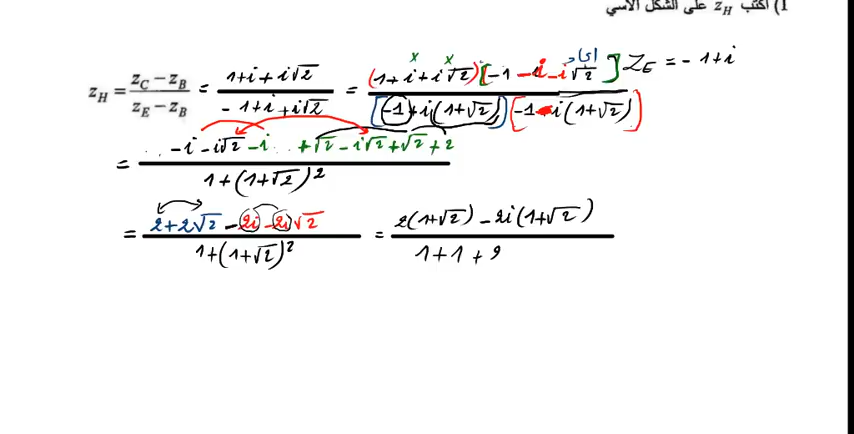 1) اكتب z_H على الشكل الأسي
z_H = (z_C − z_B)/(z_E − z_B) = (1+i+i√2)/(−1+i+i√2) = (1+i+i√2)[−1−i−i√2]/[−1+i(1+√2)][−1−i(1+√2)] Z_E = −1+i
= (−i−i√2−i..+√2−i√2+√2+2)/(1+(1+√2)²)
= (2+2√2−2i−2i√2)/(1+(1+√2)²) = (2(1+√2)−2i(1+√2))/(1+1+2